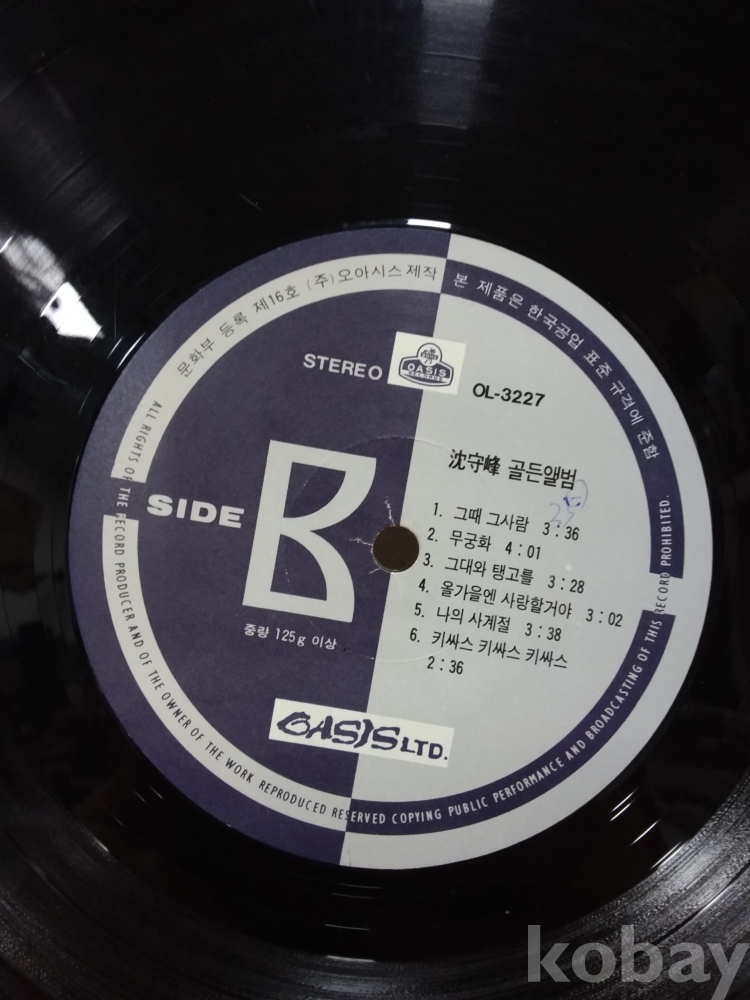 문화부 등록 제16호 (주)오아시스제작
본 제품은 한국공업 표준 규격에 준함
STEREO
OASIS
RECORDS
OL-3227
沈守峰 골든앨범
SIDE B
1. 그때 그사람 3:36
2. 무궁화 4:01
3. 그대와 탱고를 3:28
4. 올가을엔 사랑할거야 3:02
5. 나의 사계절 3:38
6. 키싸스 키싸스 키싸스
2:36
중량 125g 이상
OASIS LTD.
ALL RIGHTS OF THE RECORD PRODUCER AND OF THE OWNER OF THE WORK REPRODUCED RESERVED COPYING PUBLIC PERFORMANCE AND BROADCASTING OF THIS RECORD PROHIBITED.
kobay